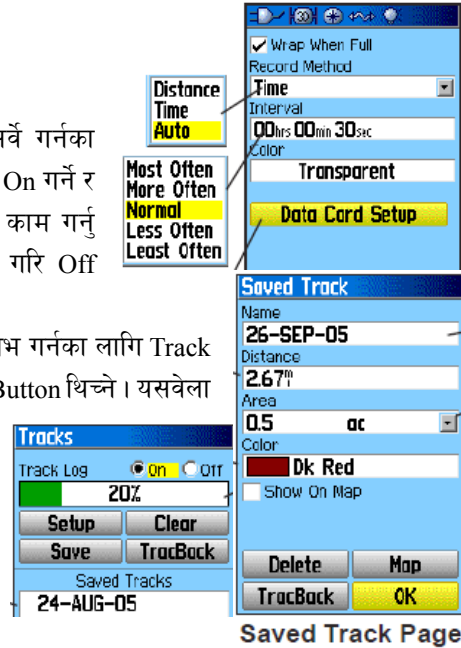 Wrap When Full
Record Method
Time
Interval
00hrs 00min 30sec
Color
Transparent
Data Card Setup
Distance
Time
Auto
Most Often
More Often
Normal
Less Often
Least Often
गर्नका
On गर्ने र
काम गर्नु
गरि Off
गर्नका लागि Track
थिच्ने । यसवेला
Saved Track
Name
26-SEP-05
Distance
2.67
Area
0.5 ac
Color
Dk Red
Show On Map
Delete Map
TracBack OK
Saved Track Page
Tracks
Track Log On Off
20%
Setup Clear
Save TracBack
Saved Tracks
24-AUG-05